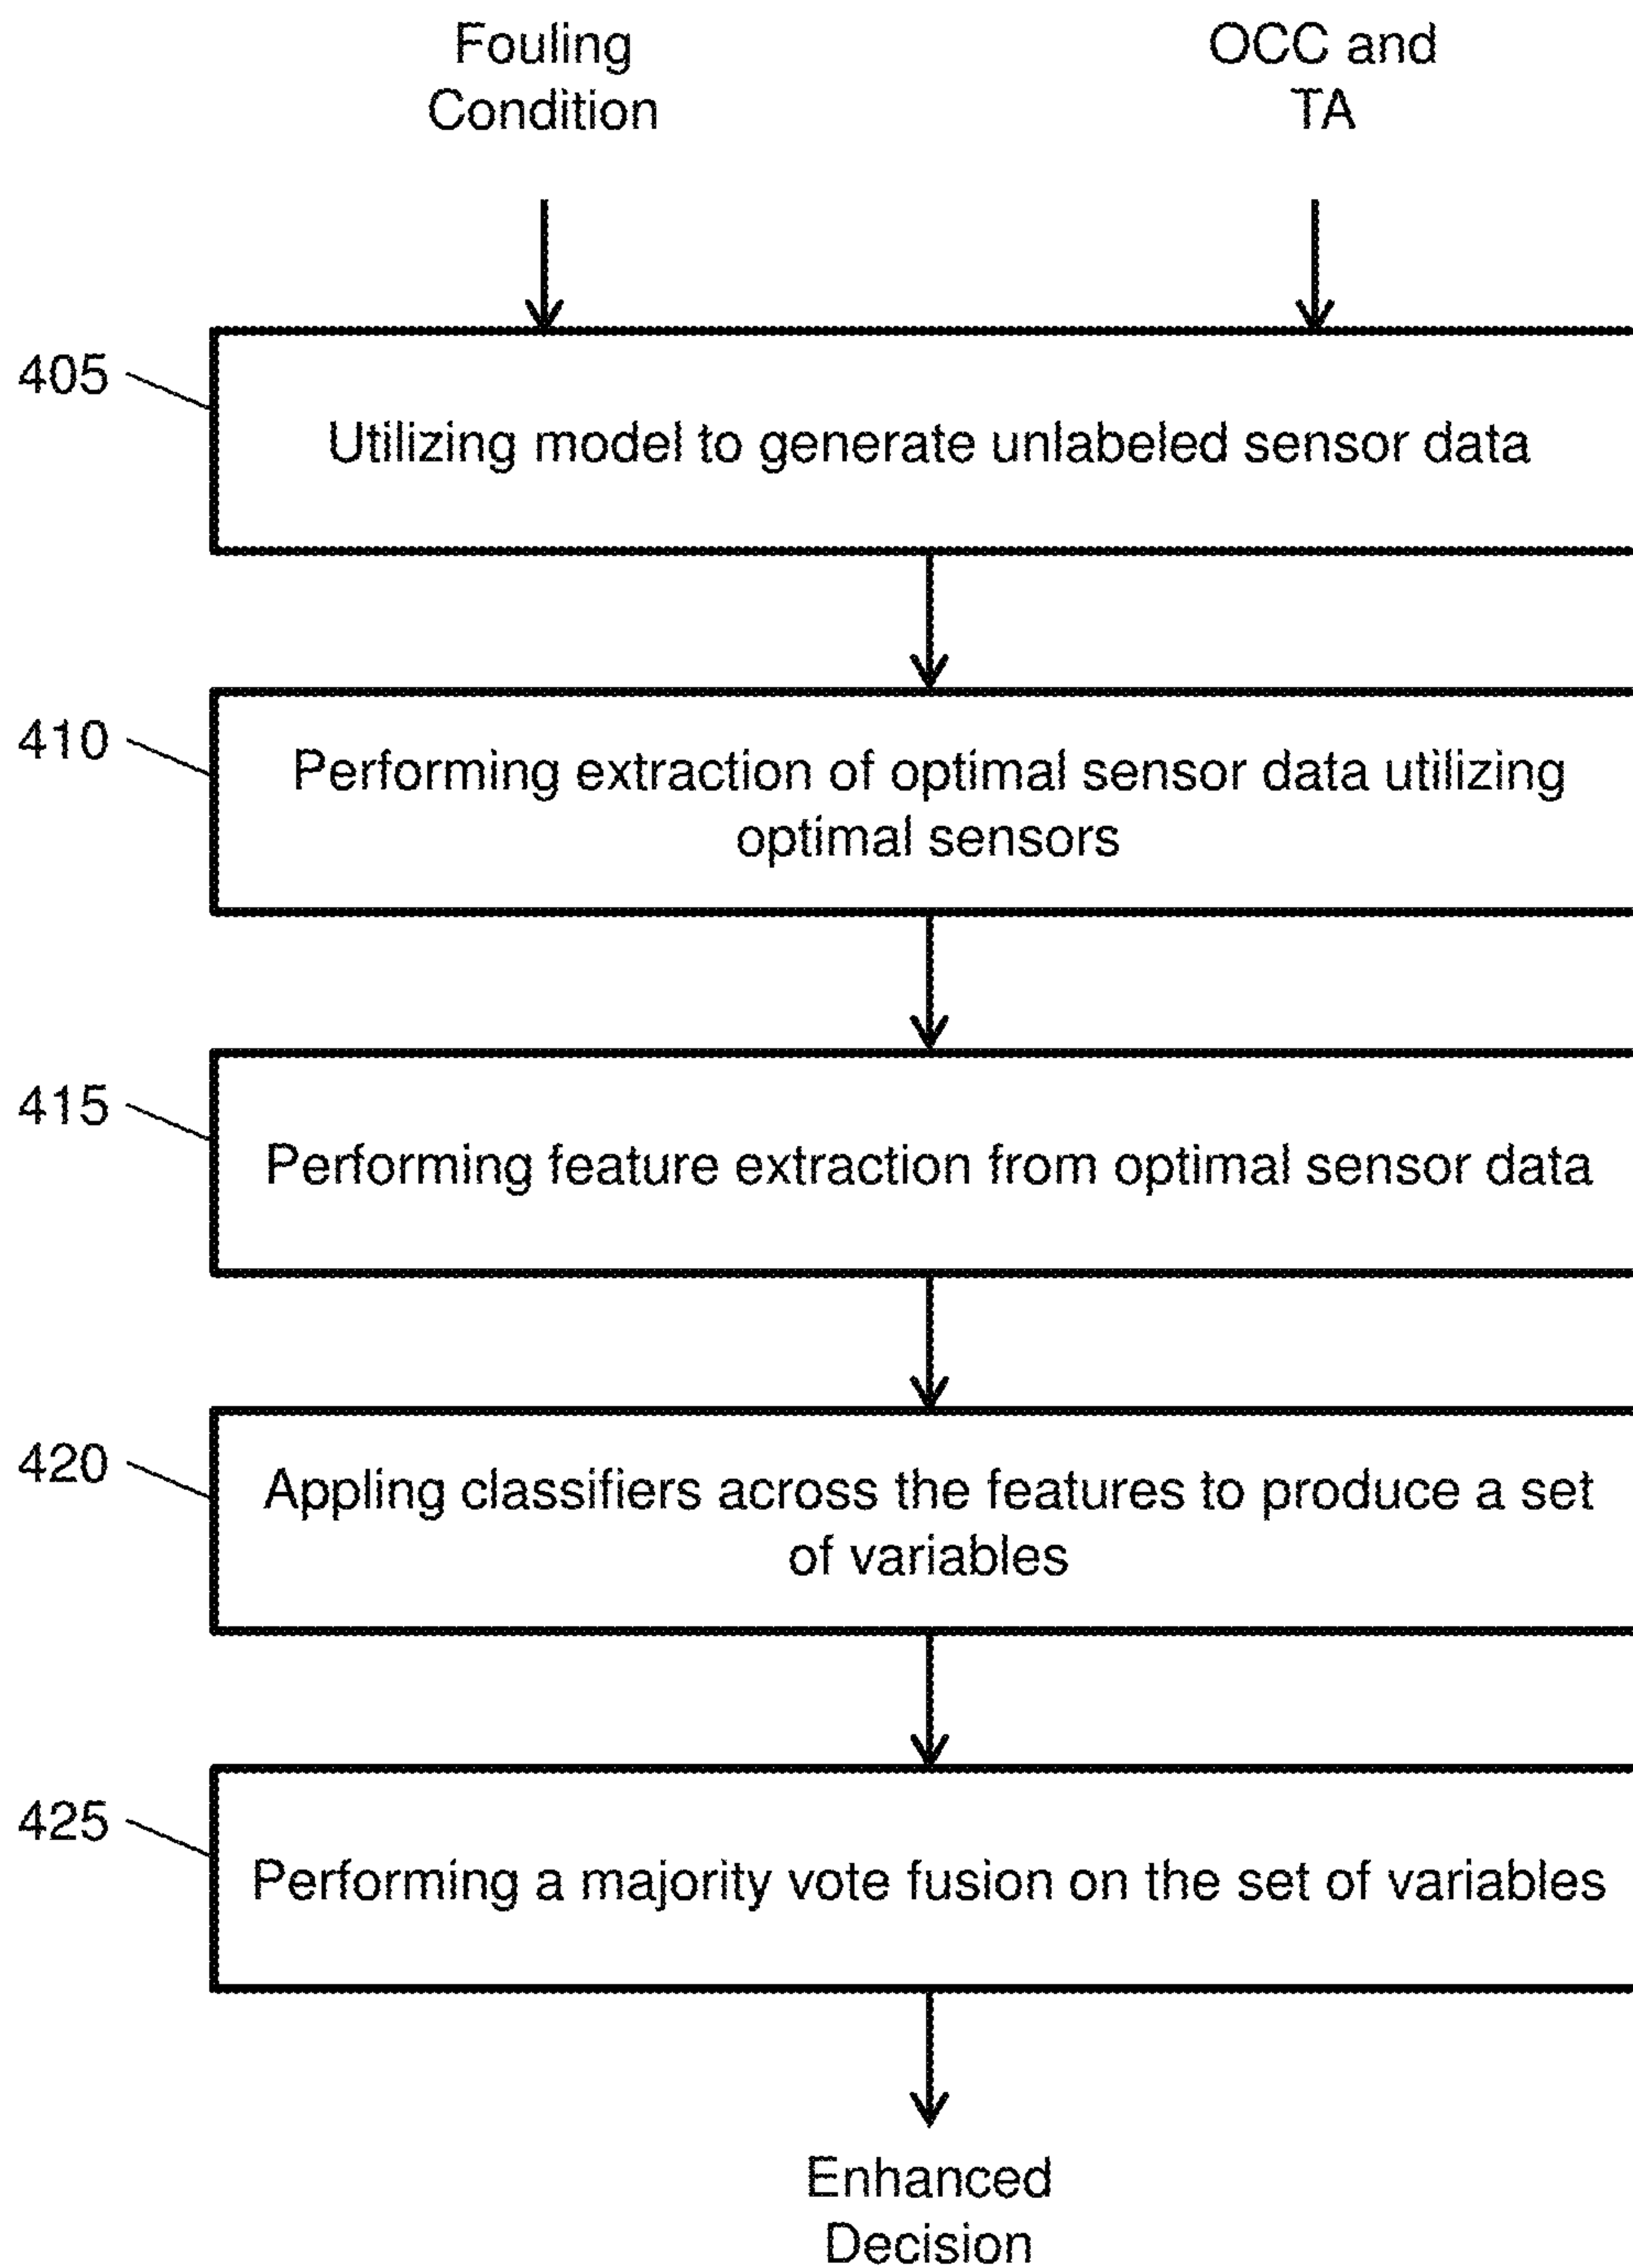 Fouling
Condition
OCC and
TA
405
Utilizing model to generate unlabeled sensor data
410
Performing extraction of optimal sensor data utilizing
optimal sensors
415
Performing feature extraction from optimal sensor data
420
Appling classifiers across the features to produce a set
of variables
425
Performing a majority vote fusion on the set of variables
Enhanced
Decision